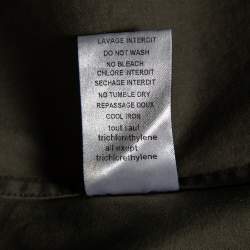 LAVAGE INTERDIT
DO NOT WASH
NO BLEACH
CHLORE INTERDIT
SECHAGE INTERDIT
NO TUMBLE DRY
REPASSAGE DOUX
COOL IRON
tout sauf
trichlorethylene
all exept
trichlorethylene